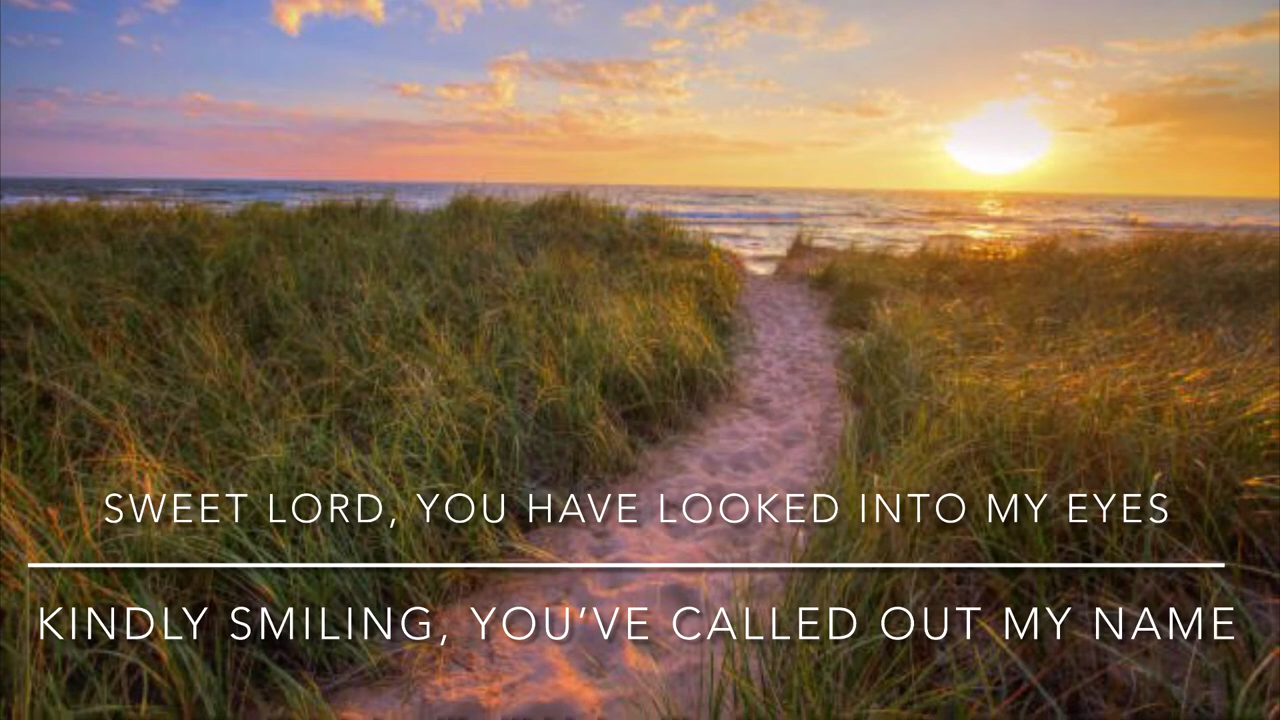 SWEET LORD, YOU HAVE LOOKED INTO MY EYES
KINDLY SMILING, YOU’VE CALLED OUT MY NAME